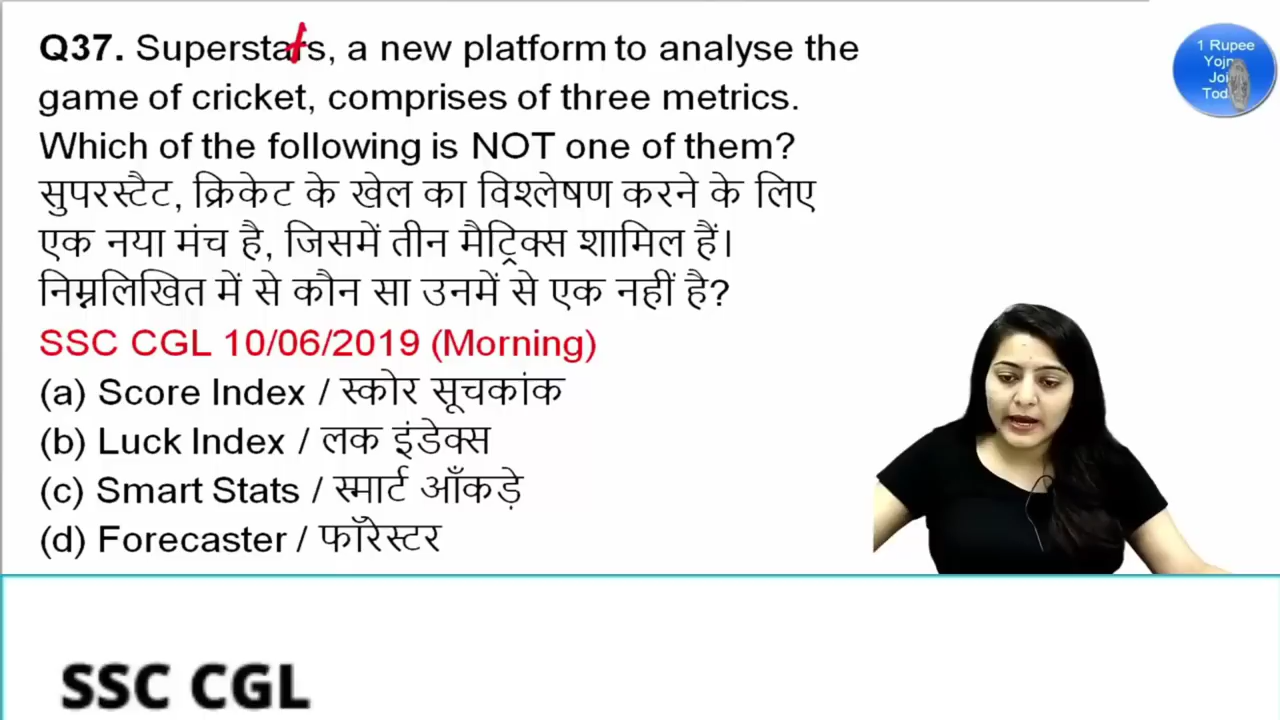 Q37. Superstars, a new platform to analyse the
game of cricket, comprises of three metrics.
Which of the following is NOT one of them?
सुपरस्टैट, क्रिकेट के खेल का विश्लेषण करने के लिए
एक नया मंच है, जिसमें तीन मैट्रिक्स शामिल हैं।
निम्नलिखित में से कौन सा उनमें से एक नहीं है?
SSC CGL 10/06/2019 (Morning)
(a) Score Index / स्कोर सूचकांक
(b) Luck Index / लक इंडेक्स
(c) Smart Stats / स्मार्ट आँकड़े
(d) Forecaster / फॉरेस्टर
1 Rupee
SSC CGL